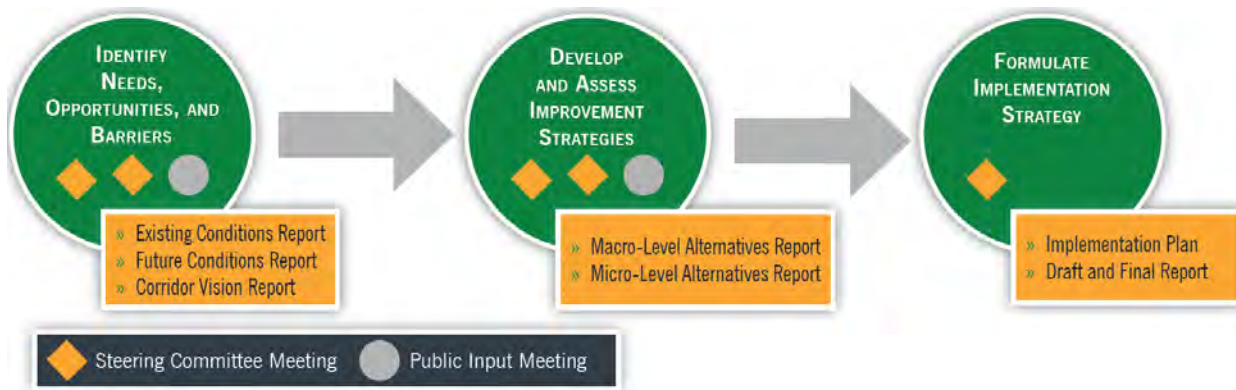 IDENTIFY
NEEDS,
OPPORTUNITIES, AND
BARRIERS
» Existing Conditions Report
» Future Conditions Report
» Corridor Vision Report
DEVELOP
AND ASSESS
IMPROVEMENT
STRATEGIES
» Macro-Level Alternatives Report
» Micro-Level Alternatives Report
FORMULATE
IMPLEMENTATION
STRATEGY
» Implementation Plan
» Draft and Final Report
Steering Committee Meeting
Public Input Meeting